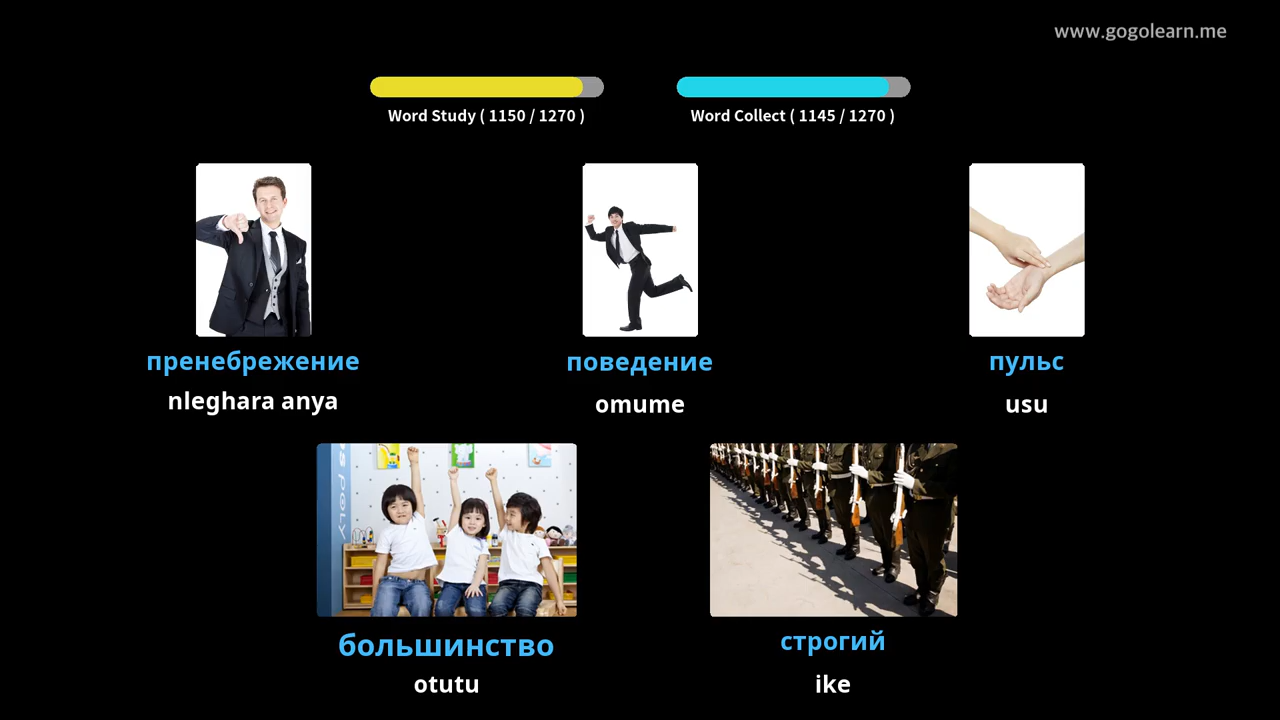 www.gogolearn.me
Word Study ( 1150 / 1270 )
Word Collect ( 1145 / 1270 )
пренебрежение
nleghara anya
поведение
omume
пульс
usu
большинство
otutu
строгий
ike